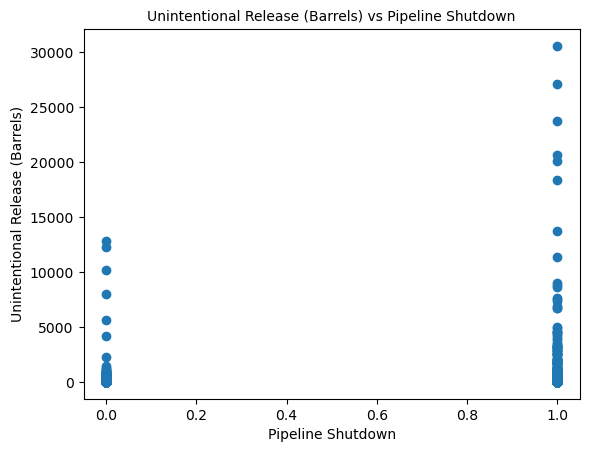 Unintentional Release (Barrels) vs Pipeline Shutdown
30000
25000
20000
15000
10000
5000
0
Unintentional Release (Barrels)
0.0 0.2 0.4 0.6 0.8 1.0
Pipeline Shutdown